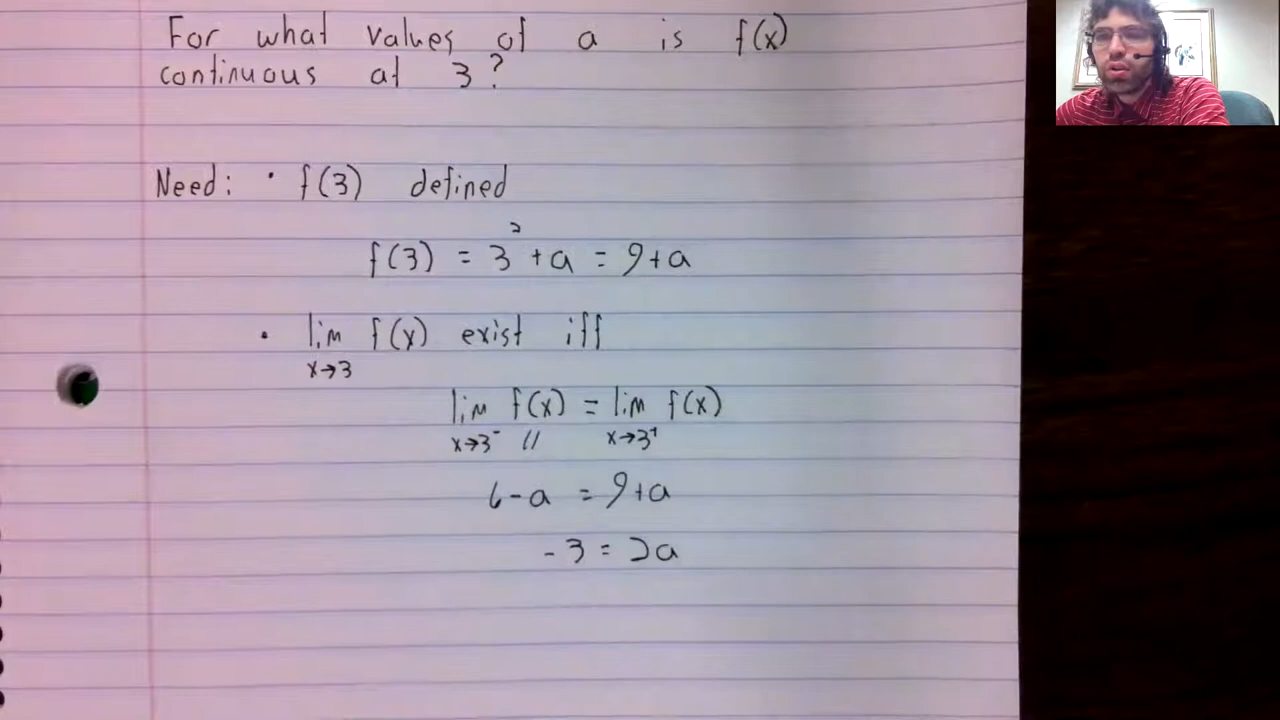 For what values of a is f(x)
continuous at 3?
Need: · f(3) defined
f(3) = 3² + a = 9 + a
· lim f(x) exist iff
x→3
lim f(x) = lim f(x)
x→3⁻ || x→3⁺
6 - a = 9 + a
- 3 = 2a